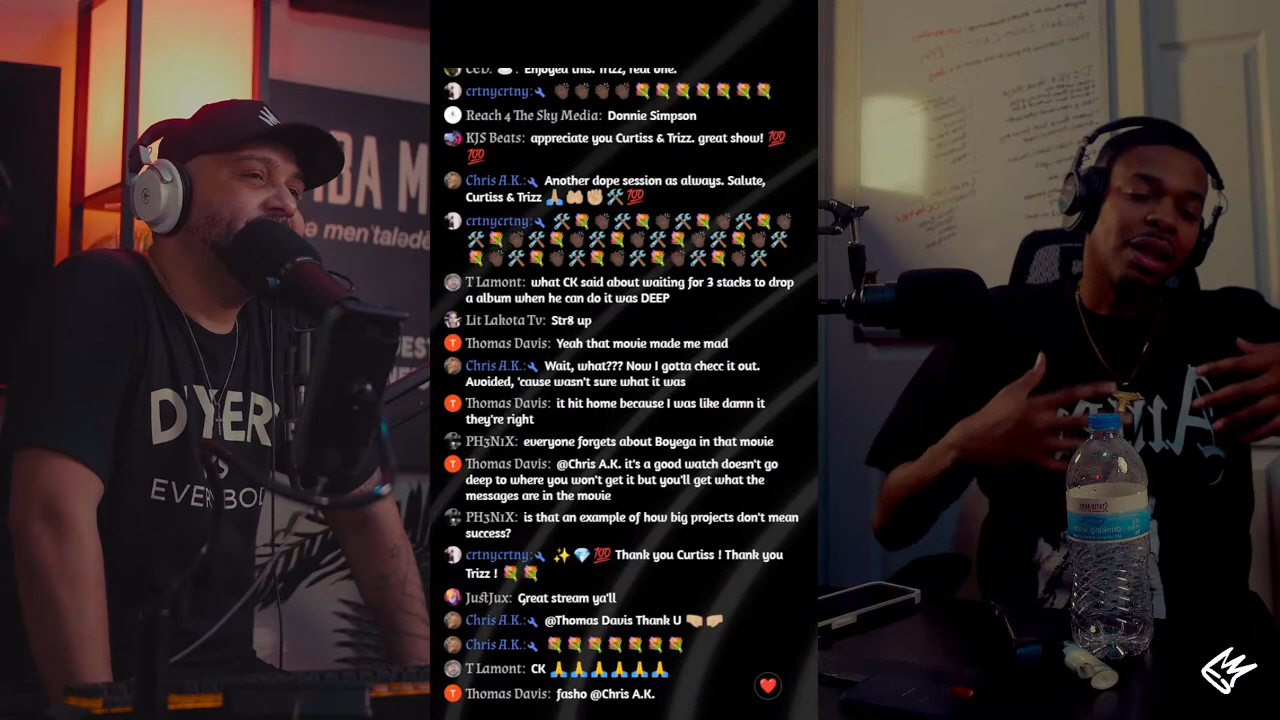 Enjoyed this. Trizz, real one.
crtnycrtny:
Reach 4 The Sky Media: Donnie Simpson
KJS Beats: appreciate you Curtiss & Trizz. great show! 💯
💯
Chris A.K.: Another dope session as always. Salute,
Curtiss & Trizz 🙏🏼 🤲🏼 ✊🏼 🛠 💯
crtnycrtny:
T Lamont: what CK said about waiting for 3 stacks to drop
a album when he can do it was DEEP
Lit Lakota Tv: Str8 up
Thomas Davis: Yeah that movie made me mad
Chris A.K.: Wait, what??? Now I gotta checc it out.
Avoided, 'cause wasn't sure what it was
Thomas Davis: it hit home because I was like damn it
they're right
PH3N1X: everyone forgets about Boyega in that movie
Thomas Davis: @Chris A.K. it's a good watch doesn't go
deep to where you won't get it but you'll get what the
messages are in the movie
PH3N1X: is that an example of how big projects don't mean
success?
crtnycrtny: ✨ 💎 💯 Thank you Curtiss ! Thank you
Trizz ! 💐 💐
JustJux: Great stream ya'll
Chris A.K.: @Thomas Davis Thank U 🤜🏼 🤛🏼
Chris A.K.: 💐 💐 💐 💐 💐 💐 💐
T Lamont: CK 🙏 🙏 🙏 🙏 🙏 🙏
Thomas Davis: fasho @Chris A.K.
BA M
e men'talede
DYER
VS
EVERYBOD